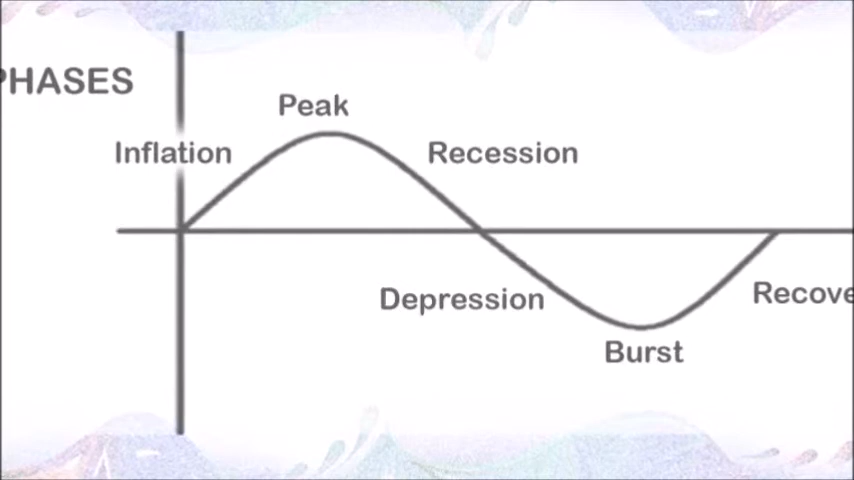 PHASES
Peak
Inflation
Recession
Depression
Recove
Burst